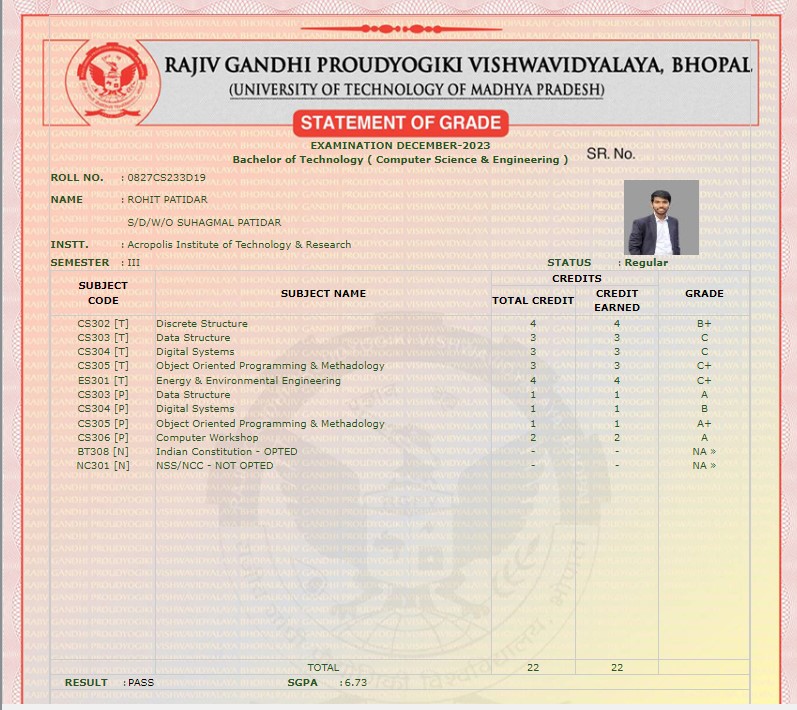 RAJIV GANDHI PROUDYOGIKI VISHWAVIDYALAYA, BHOPAL
(UNIVERSITY OF TECHNOLOGY OF MADHYA PRADESH)
STATEMENT OF GRADE
EXAMINATION DECEMBER-2023
Bachelor of Technology ( Computer Science & Engineering )
SR. No.
ROLL NO. : 0827CS233D19
NAME : ROHIT PATIDAR
S/D/W/O SUHAGMAL PATIDAR
INSTT. : Acropolis Institute of Technology & Research
SEMESTER : III STATUS : Regular
SUBJECT CODE SUBJECT NAME CREDITS GRADE
TOTAL CREDIT CREDIT EARNED
CS302 [T] Discrete Structure 4 4 B+
CS303 [T] Data Structure 3 3 C
CS304 [T] Digital Systems 3 3 C
CS305 [T] Object Oriented Programming & Methadology 3 3 C+
ES301 [T] Energy & Environmental Engineering 4 4 C+
CS303 [P] Data Structure 1 1 A
CS304 [P] Digital Systems 1 1 B
CS305 [P] Object Oriented Programming & Methadology 1 1 A+
CS306 [P] Computer Workshop 2 2 A
BT308 [N] Indian Constitution - OPTED - - NA »
NC301 [N] NSS/NCC - NOT OPTED - - NA »
TOTAL 22 22
RESULT : PASS SGPA : 6.73